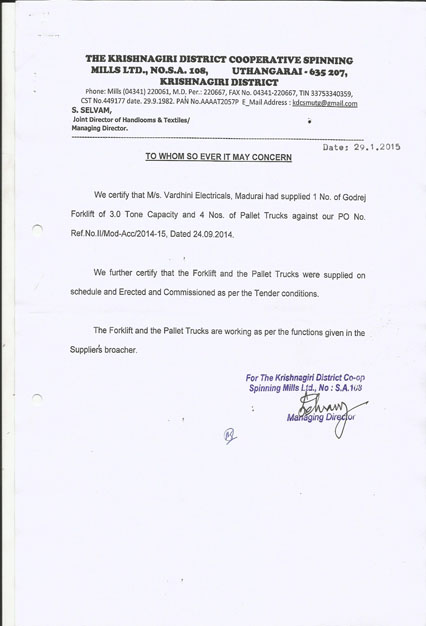 THE KRISHNAGIRI DISTRICT COOPERATIVE SPINNING
MILLS LTD., NO.S.A. 108, UTHANGARAI - 635 207,
KRISHNAGIRI DISTRICT
Phone: Mills (04341) 220061, M.D. Per.: 220667, FAX No. 04341-220667, TIN 33753340359,
CST No.449177 date. 29.9.1982. PAN No.AAAAT2057P E_Mail Address : kdcsmutg@gmail.com
S. SELVAM,
Joint Director of Handlooms & Textiles/
Managing Director.
Date: 29.1.2015
TO WHOM SO EVER IT MAY CONCERN
We certify that M/s. Vardhini Electricals, Madurai had supplied 1 No. of Godrej
Forklift of 3.0 Tone Capacity and 4 Nos. of Pallet Trucks against our PO No.
Ref.No.II/Mod-Acc/2014-15, Dated 24.09.2014.
We further certify that the Forklift and the Pallet Trucks were supplied on
schedule and Erected and Commissioned as per the Tender conditions.
The Forklift and the Pallet Trucks are working as per the functions given in the
Suppliers broacher.
For The Krishnagiri District Co-op
Spinning Mills Ltd., No : S.A.108
Managing Director